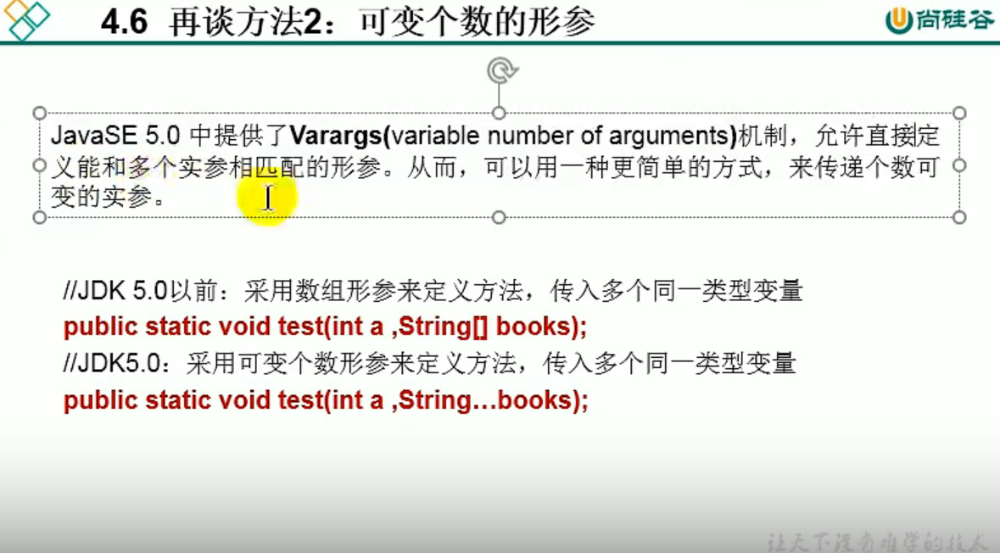 4.6 再谈方法2：可变个数的形参
尚硅谷
JavaSE 5.0 中提供了Varargs(variable number of arguments)机制，允许直接定
义能和多个实参相匹配的形参。从而，可以用一种更简单的方式，来传递个数可
变的实参。
//JDK 5.0以前：采用数组形参来定义方法，传入多个同一类型变量
public static void test(int a ,String[] books);
//JDK5.0：采用可变个数形参来定义方法，传入多个同一类型变量
public static void test(int a ,String…books);
让天下没有难学的技术